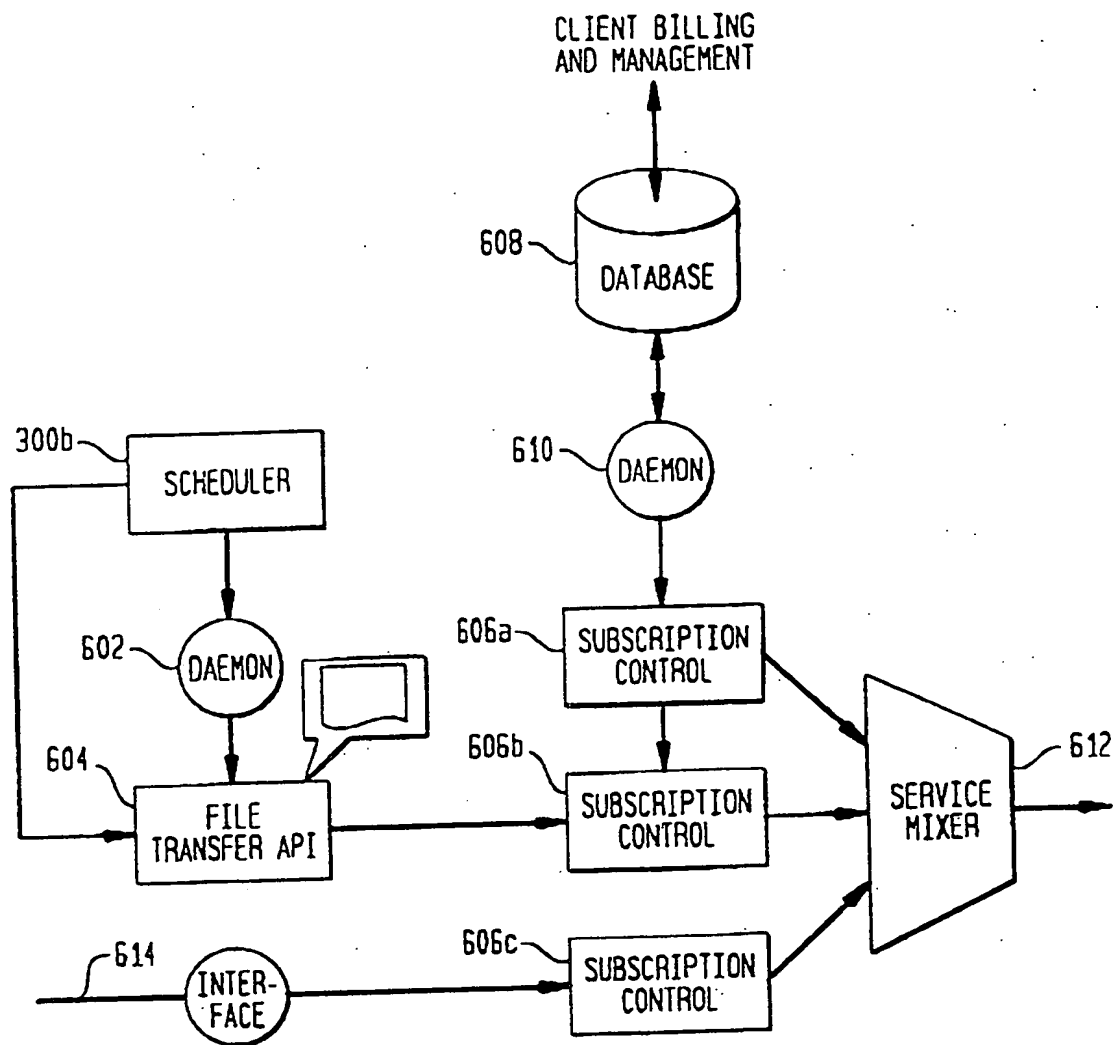 CLIENT BILLING
AND MANAGEMENT
608
DATABASE
300b
SCHEDULER
610
DAEMON
602
DAEMON
606a
SUBSCRIPTION
CONTROL
604
FILE
TRANSFER API
606b
SUBSCRIPTION
CONTROL
612
SERVICE
MIXER
614
INTER-
FACE
606c
SUBSCRIPTION
CONTROL